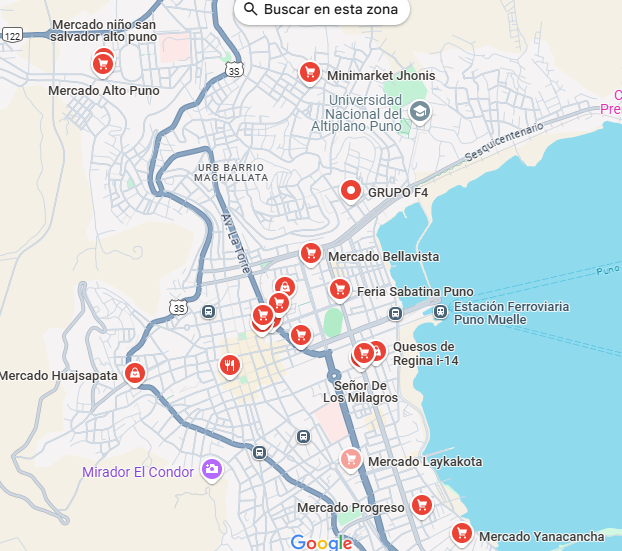 Buscar en esta zona
Mercado niño san
salvador alto puno
122
3S
Mercado Alto Puno
Minimarket Jhonis
Universidad
Nacional del
Altiplano Puno
C
Pre
Sesquicentenario
URB BARRIO
MACHALLATA
GRUPO F4
Av. La Torre
Mercado Bellavista
Puno
Feria Sabatina Puno
3S
Estación Ferroviaria
Puno Muelle
Quesos de
Regina i-14
Mercado Huajsapata
Señor De
Los Milagros
Mirador El Condor
Mercado Laykakota
Mercado Progreso
Mercado Yanacancha
Google